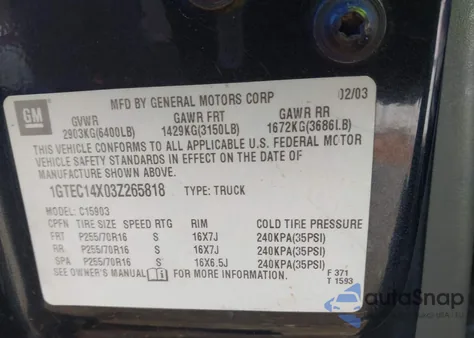 GM
MFD BY GENERAL MOTORS CORP 02/03
GVWR GAWR FRT GAWR RR
2903KG(6400LB) 1429KG(3150LB) 1672KG(3686LB)
THIS VEHICLE CONFORMS TO ALL APPLICABLE U.S. FEDERAL MOTOR
VEHICLE SAFETY STANDARDS IN EFFECT ON THE DATE OF
MANUFACTURE SHOWN ABOVE.
1GTEC14X03Z265818 TYPE: TRUCK
MODEL: C15903
CPFN TIRE SIZE SPEED RTG RIM COLD TIRE PRESSURE
FRT P255/70R16 S 16X7J 240KPA(35PSI)
RR P255/70R16 S 16X7J 240KPA(35PSI)
SPA P255/70R16 S 16X6.5J 240KPA(35PSI)
SEE OWNER'S MANUAL FOR MORE INFORMATION
F 371
T 1593
autoSnap